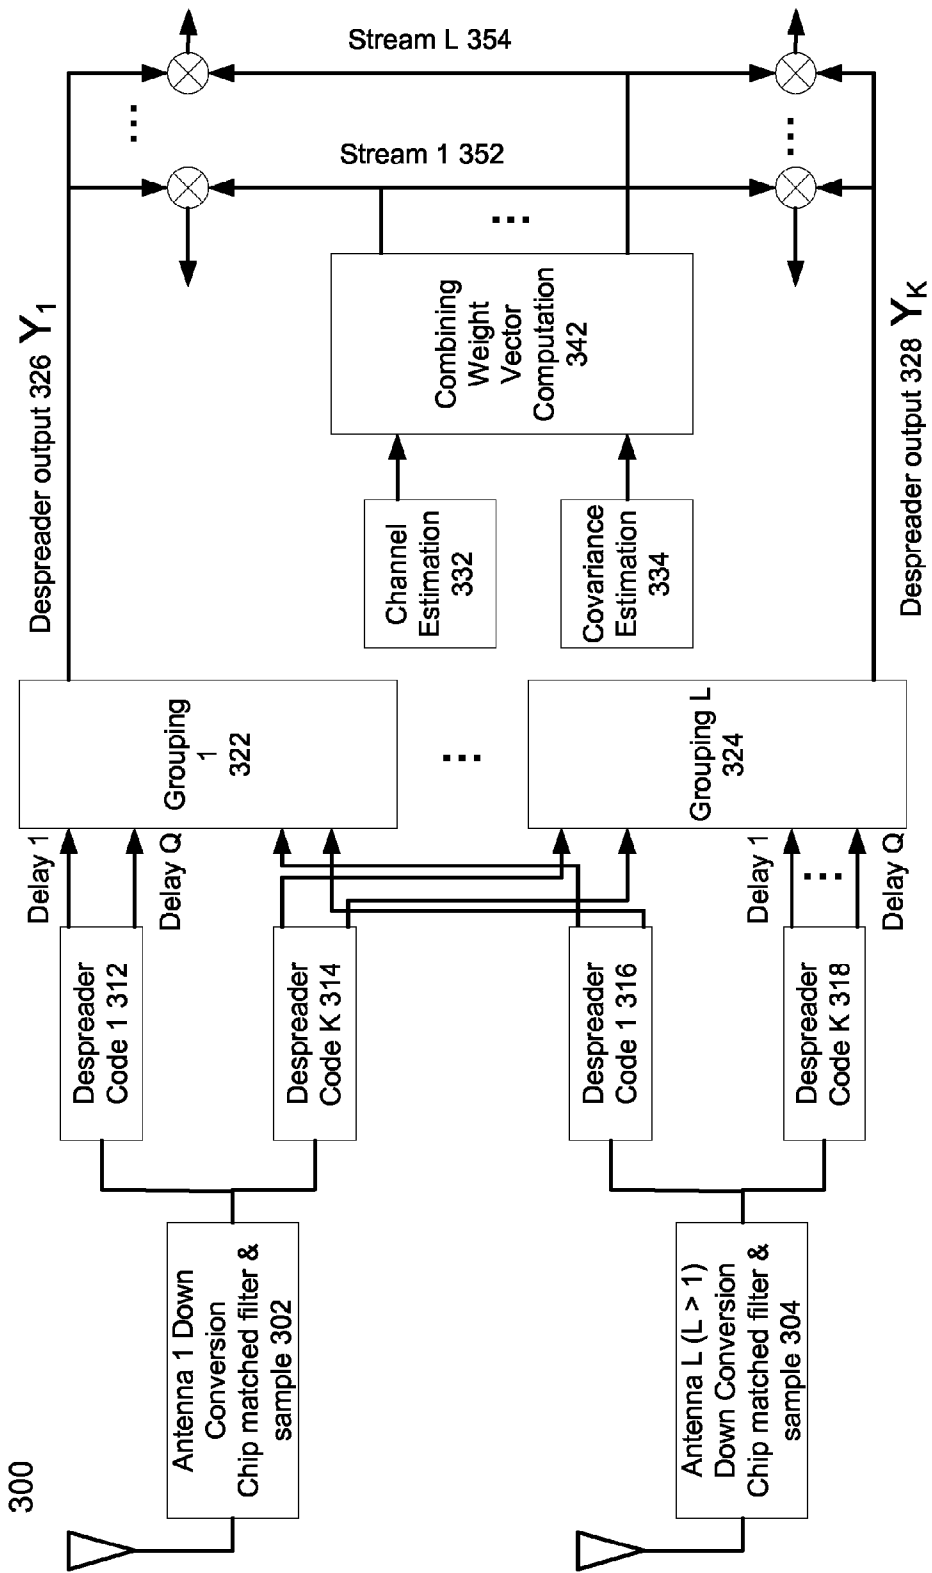 300
Antenna 1 Down
Conversion
Chip matched filter &
sample 302
Antenna L (L > 1)
Down Conversion
Chip matched filter &
sample 304
Despreader
Code 1 312
Despreader
Code K 314
Despreader
Code 1 316
Despreader
Code K 318
Delay 1
Delay Q
Delay 1
...
Delay Q
Grouping
1
322
...
Grouping L
324
Despreader output 326 Y1
Channel
Estimation
332
Covariance
Estimation
334
Despreader output 328 YK
Combining
Weight
Vector
Computation
342
...
Stream 1 352
...
...
Stream L 354